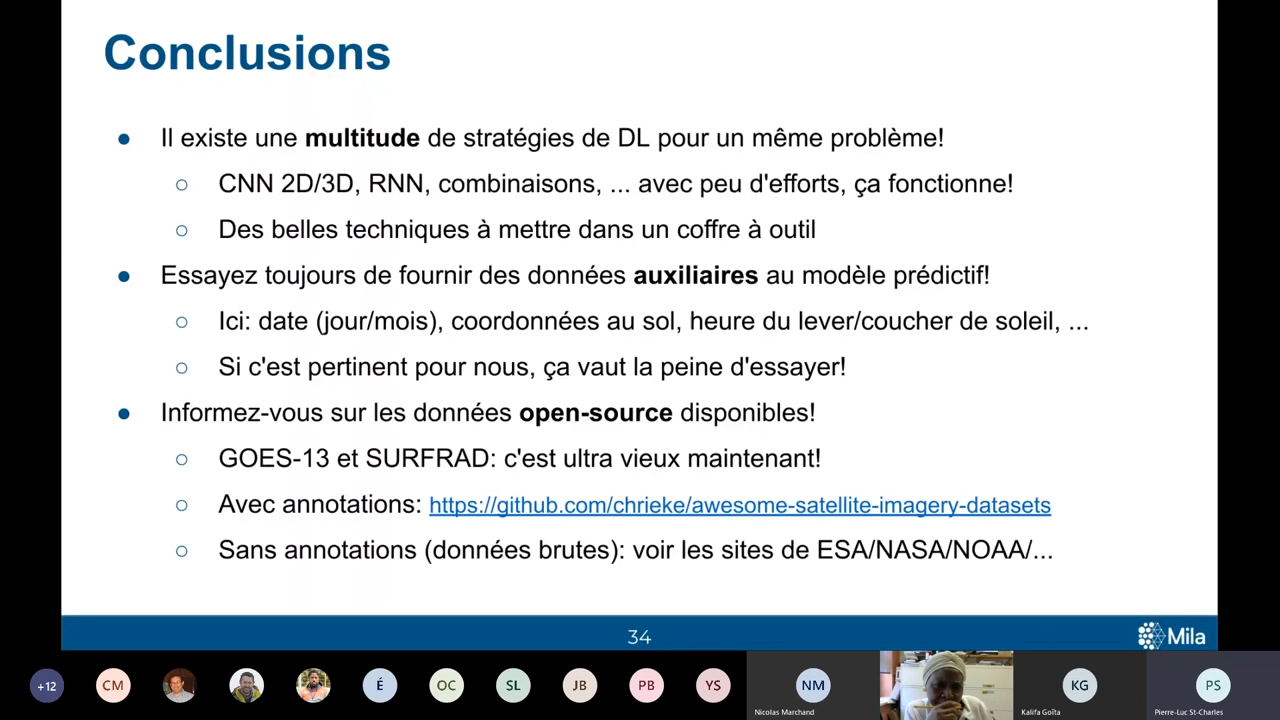 Conclusions
Il existe une multitude de stratégies de DL pour un même problème!
CNN 2D/3D, RNN, combinaisons, ... avec peu d'efforts, ça fonctionne!
Des belles techniques à mettre dans un coffre à outil
Essayez toujours de fournir des données auxiliaires au modèle prédictif!
Ici: date (jour/mois), coordonnées au sol, heure du lever/coucher de soleil, ...
Si c'est pertinent pour nous, ça vaut la peine d'essayer!
Informez-vous sur les données open-source disponibles!
GOES-13 et SURFRAD: c'est ultra vieux maintenant!
Avec annotations: https://github.com/chrieke/awesome-satellite-imagery-datasets
Sans annotations (données brutes): voir les sites de ESA/NASA/NOAA/...
34
Mila
+12 CM É OC SL JB PB YS NM KG PS
Nicolas Marchand Kalifa Goïta Pierre-Luc St-Charles